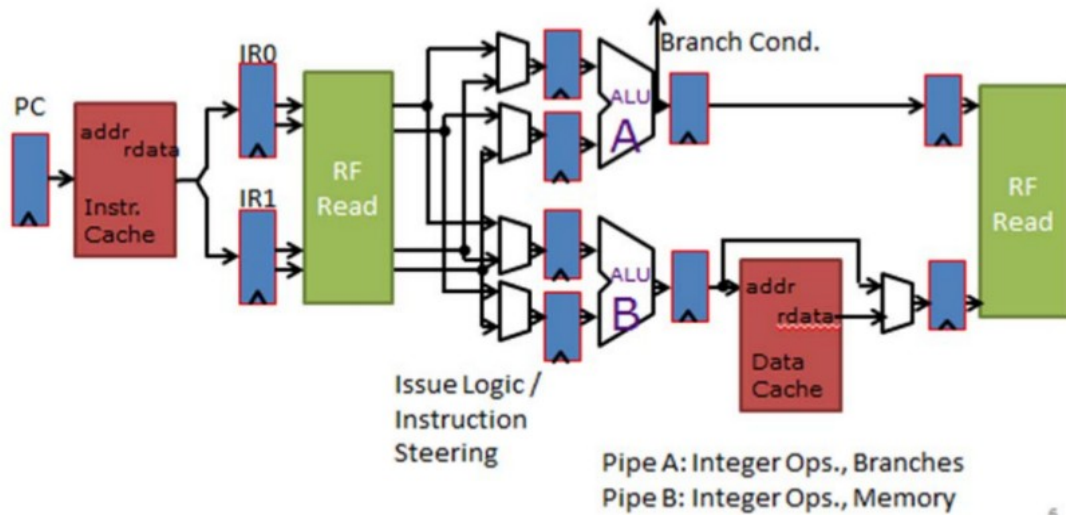 Branch Cond.
IR0
PC
addr
rdata
Instr.
Cache
IR1
RF
Read
ALU
A
ALU
B
RF
Read
addr
rdata
Data
Cache
Issue Logic /
Instruction
Steering
Pipe A: Integer Ops., Branches
Pipe B: Integer Ops., Memory